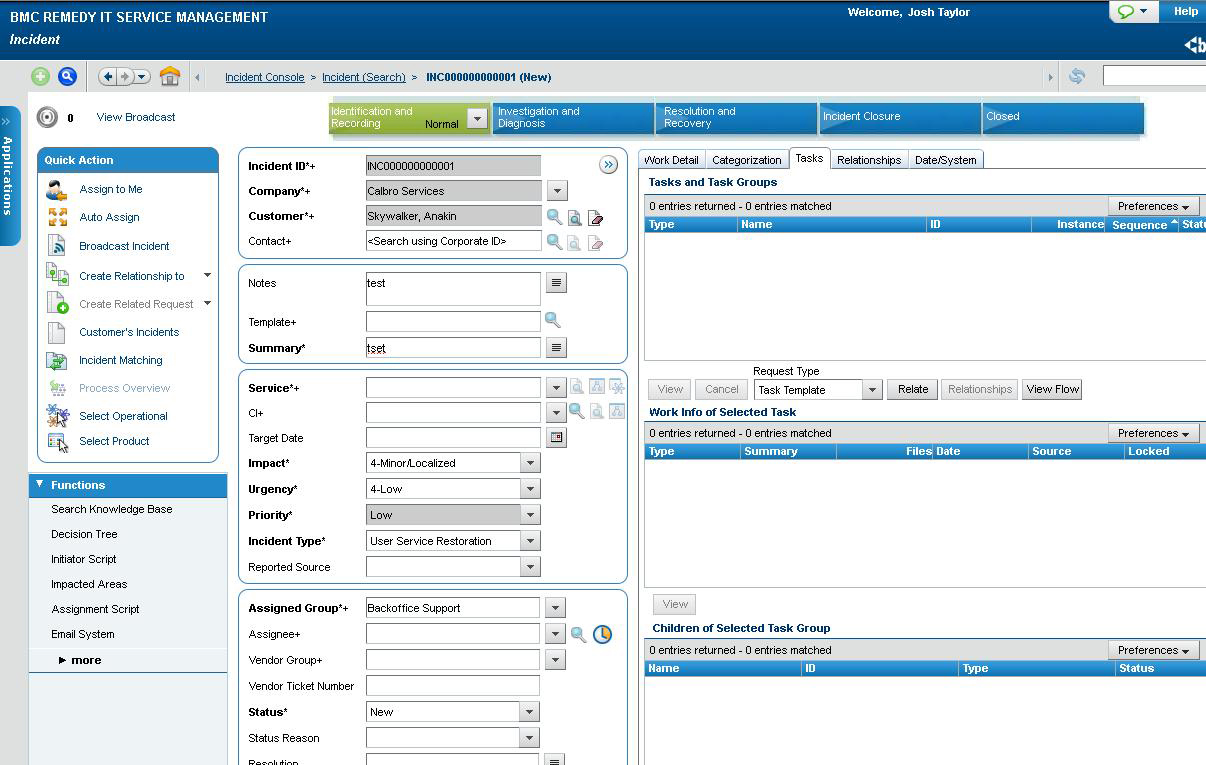 BMC REMEDY IT SERVICE MANAGEMENT
Incident
Welcome, Josh Taylor
Help
Incident Console > Incident (Search) > INC000000000001 (New)
Applications
0 View Broadcast
Identification and
Recording
Normal
Investigation and
Diagnosis
Resolution and
Recovery
Incident Closure
Closed
Quick Action
Assign to Me
Auto Assign
Broadcast Incident
Create Relationship to
Create Related Request
Customer's Incidents
Incident Matching
Process Overview
Select Operational
Select Product
Functions
Search Knowledge Base
Decision Tree
Initiator Script
Impacted Areas
Assignment Script
Email System
more
Incident ID*+ INC000000000001
Company*+ Calbro Services
Customer*+ Skywalker, Anakin
Contact+ <Search using Corporate ID>
Notes test
Template+
Summary* tset
Service*+
CI+
Target Date
Impact* 4-Minor/Localized
Urgency* 4-Low
Priority* Low
Incident Type* User Service Restoration
Reported Source
Assigned Group*+ Backoffice Support
Assignee+
Vendor Group+
Vendor Ticket Number
Status* New
Status Reason
Resolution
Work Detail Categorization Tasks Relationships Date/System
Tasks and Task Groups
0 entries returned - 0 entries matched Preferences
Type Name ID Instance Sequence Statu
Request Type
View Cancel Task Template Relate Relationships View Flow
Work Info of Selected Task
0 entries returned - 0 entries matched Preferences
Type Summary Files Date Source Locked
View
Children of Selected Task Group
0 entries returned - 0 entries matched Preferences
Name ID Type Status